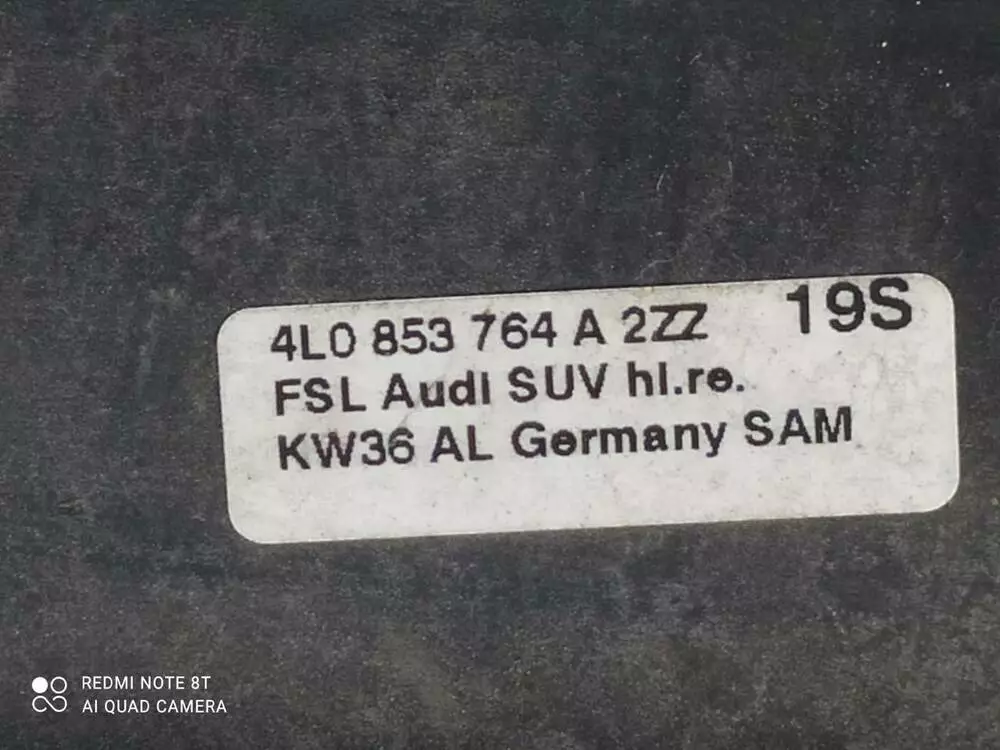 4L0 853 764 A 2ZZ 19S
FSL Audi SUV hl.re.
KW36 AL Germany SAM
REDMI NOTE 8T
AI QUAD CAMERA